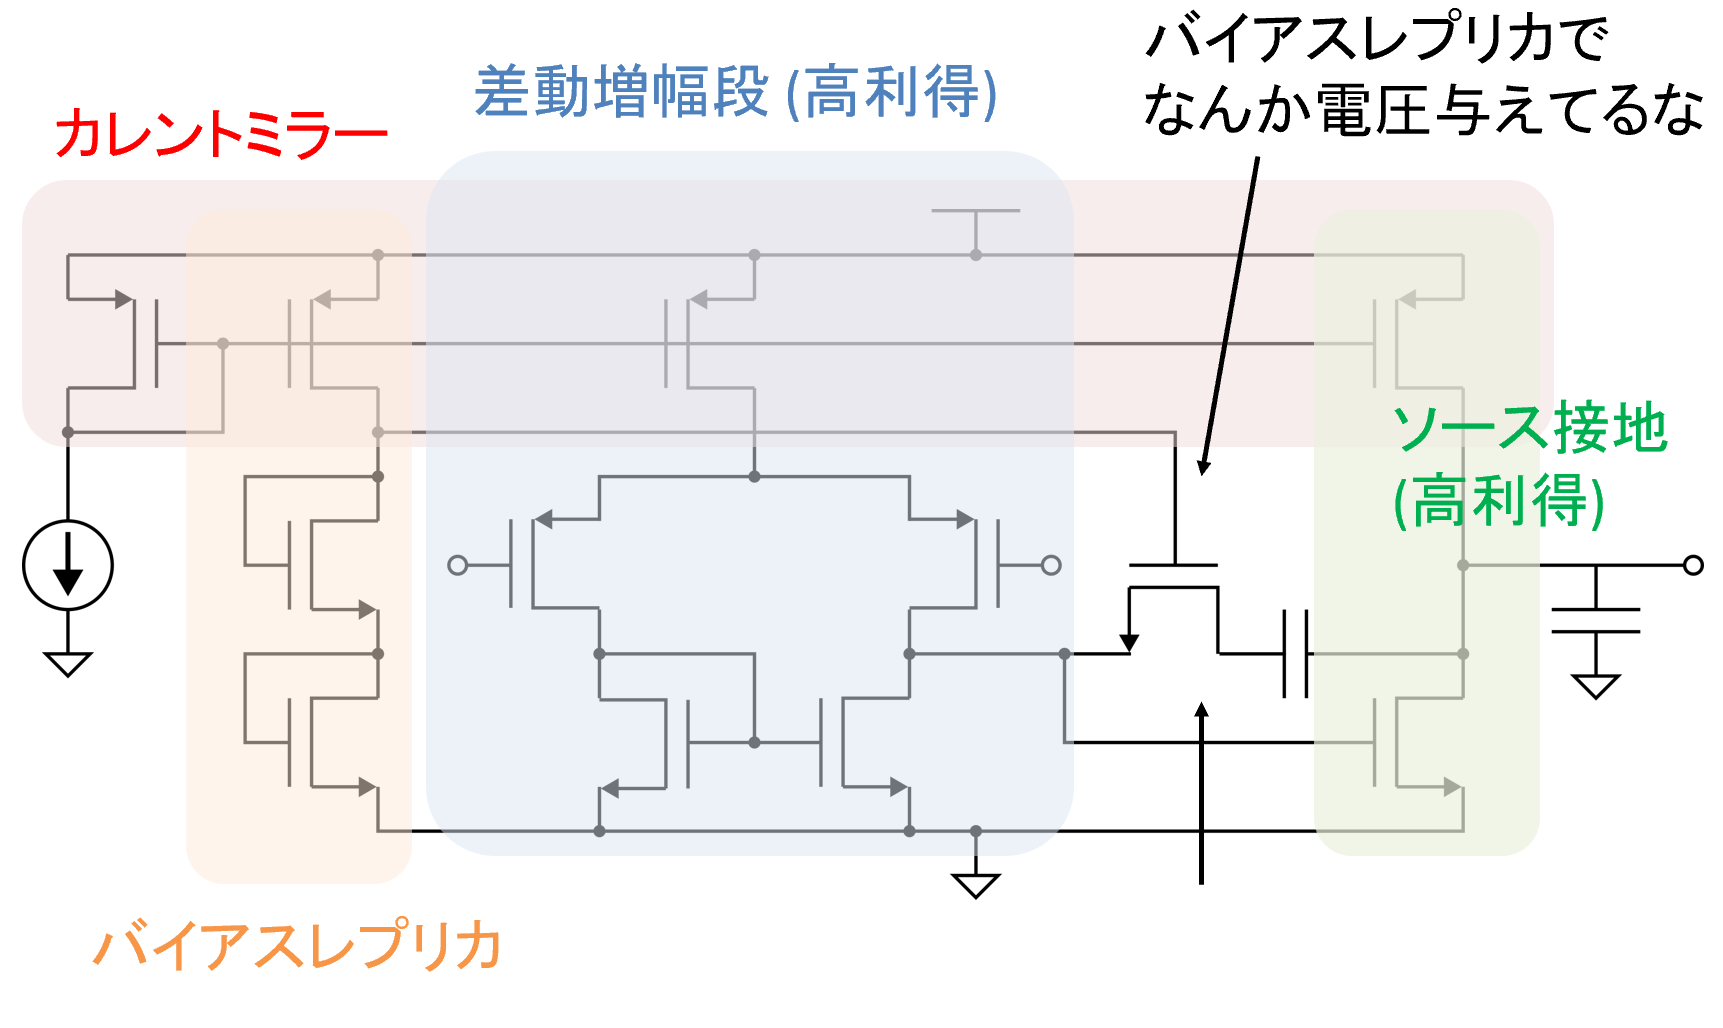 バイアスレプリカで
なんか電圧与えてるな
差動増幅段 (高利得)
カレントミラー
ソース接地
(高利得)
バイアスレプリカ